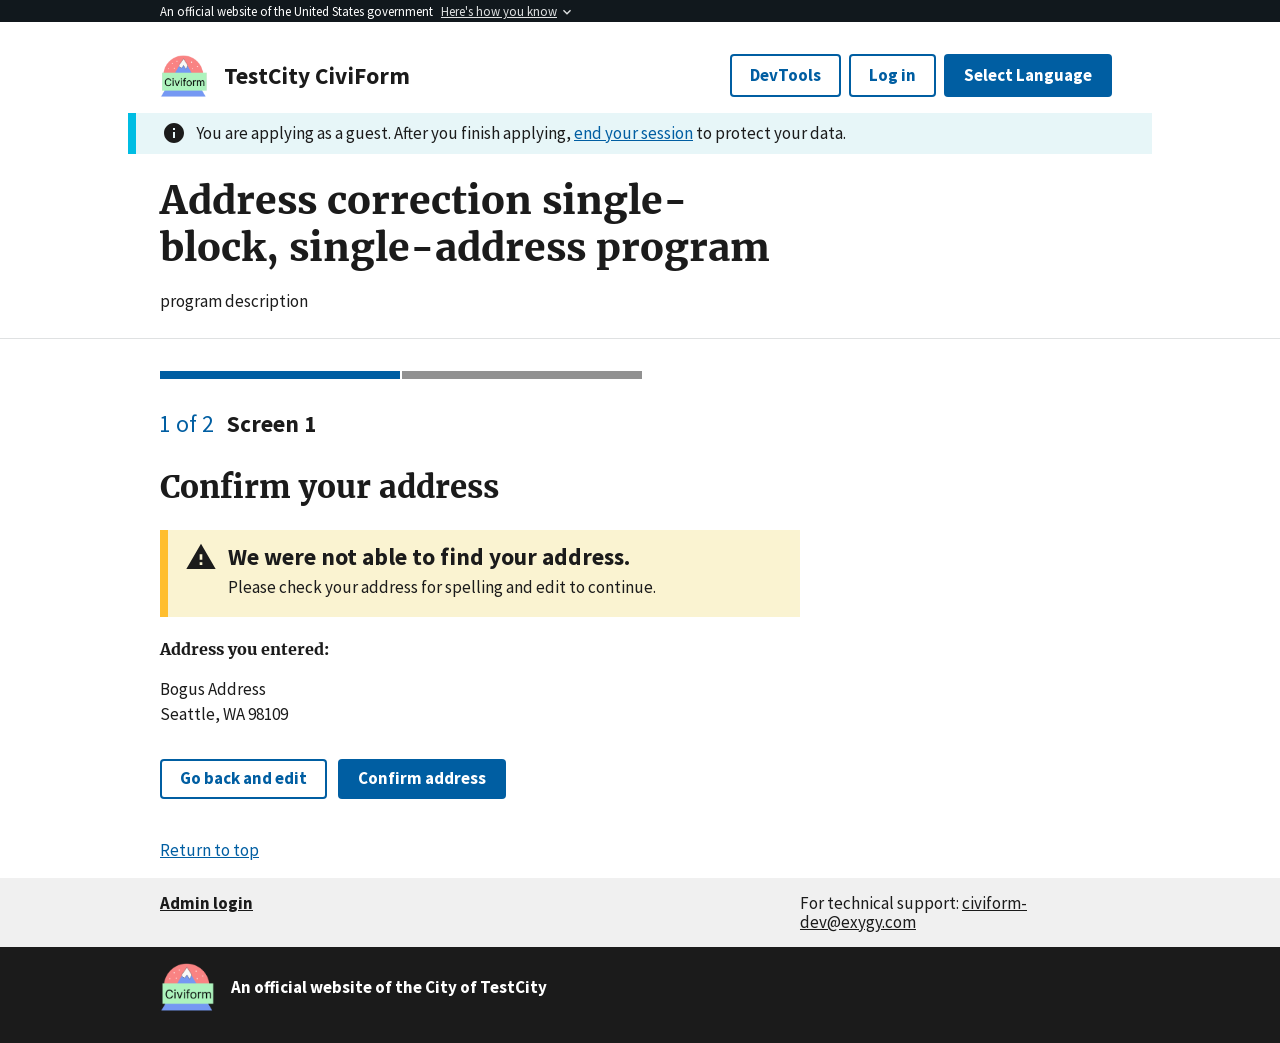 An official website of the United States government Here's how you know
Civiform
TestCity CiviForm
DevTools
Log in
Select Language
You are applying as a guest. After you finish applying, end your session to protect your data.
Address correction single-
block, single-address program
program description
1 of 2 Screen 1
Confirm your address
We were not able to find your address.
Please check your address for spelling and edit to continue.
Address you entered:
Bogus Address
Seattle, WA 98109
Go back and edit
Confirm address
Return to top
Admin login
For technical support: civiform-
dev@exygy.com
Civiform
An official website of the City of TestCity